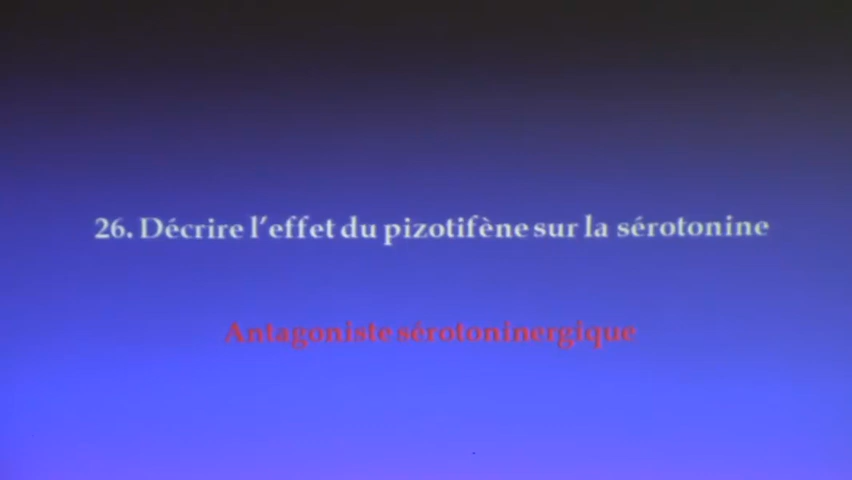 26. Décrire l'effet du pizotifène sur la sérotonine
Antagoniste sérotoninergique